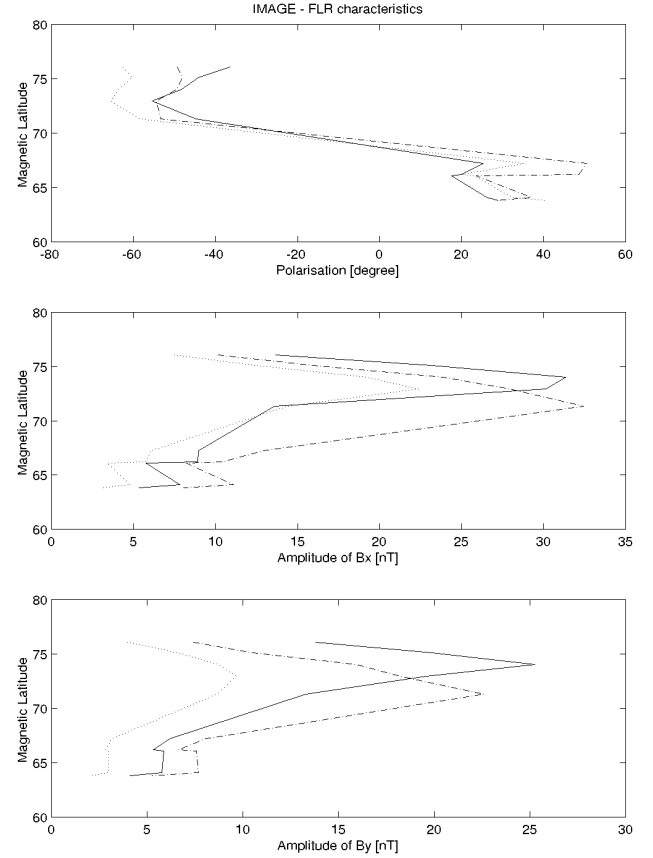 IMAGE - FLR characteristics
80
75
70
65
60
Magnetic Latitude
-80 -60 -40 -20 0 20 40 60
Polarisation [degree]
80
75
70
65
60
Magnetic Latitude
0 5 10 15 20 25 30 35
Amplitude of Bx [nT]
80
75
70
65
60
Magnetic Latitude
0 5 10 15 20 25 30
Amplitude of By [nT]